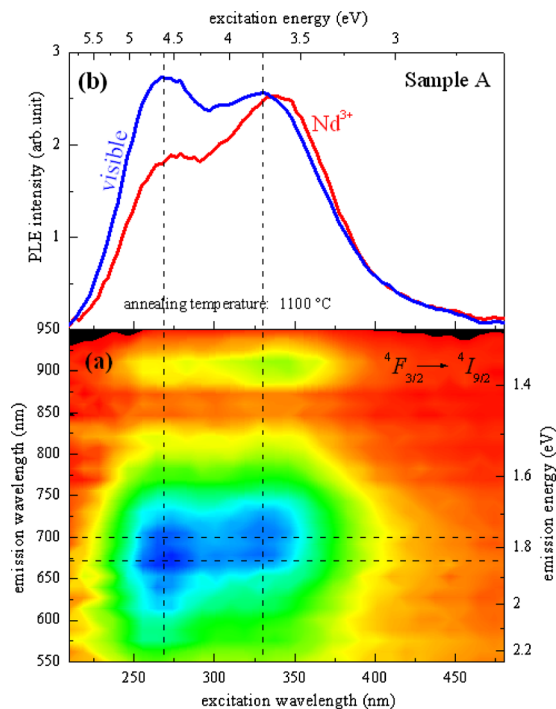 excitation energy (eV)
5.5 5 4.5 4 3.5 3
3
2
1
PLE intensity (arb.unit)
(b)
Sample A
visible
Nd³⁺
annealing temperature: 1100 °C
950
900
850
800
750
700
650
600
550
emission wavelength (nm)
(a)
⁴F₃/₂ → ⁴I₉/₂
1.4
1.6
1.8
2
2.2
emission energy (eV)
250 300 350 400 450
excitation wavelength (nm)